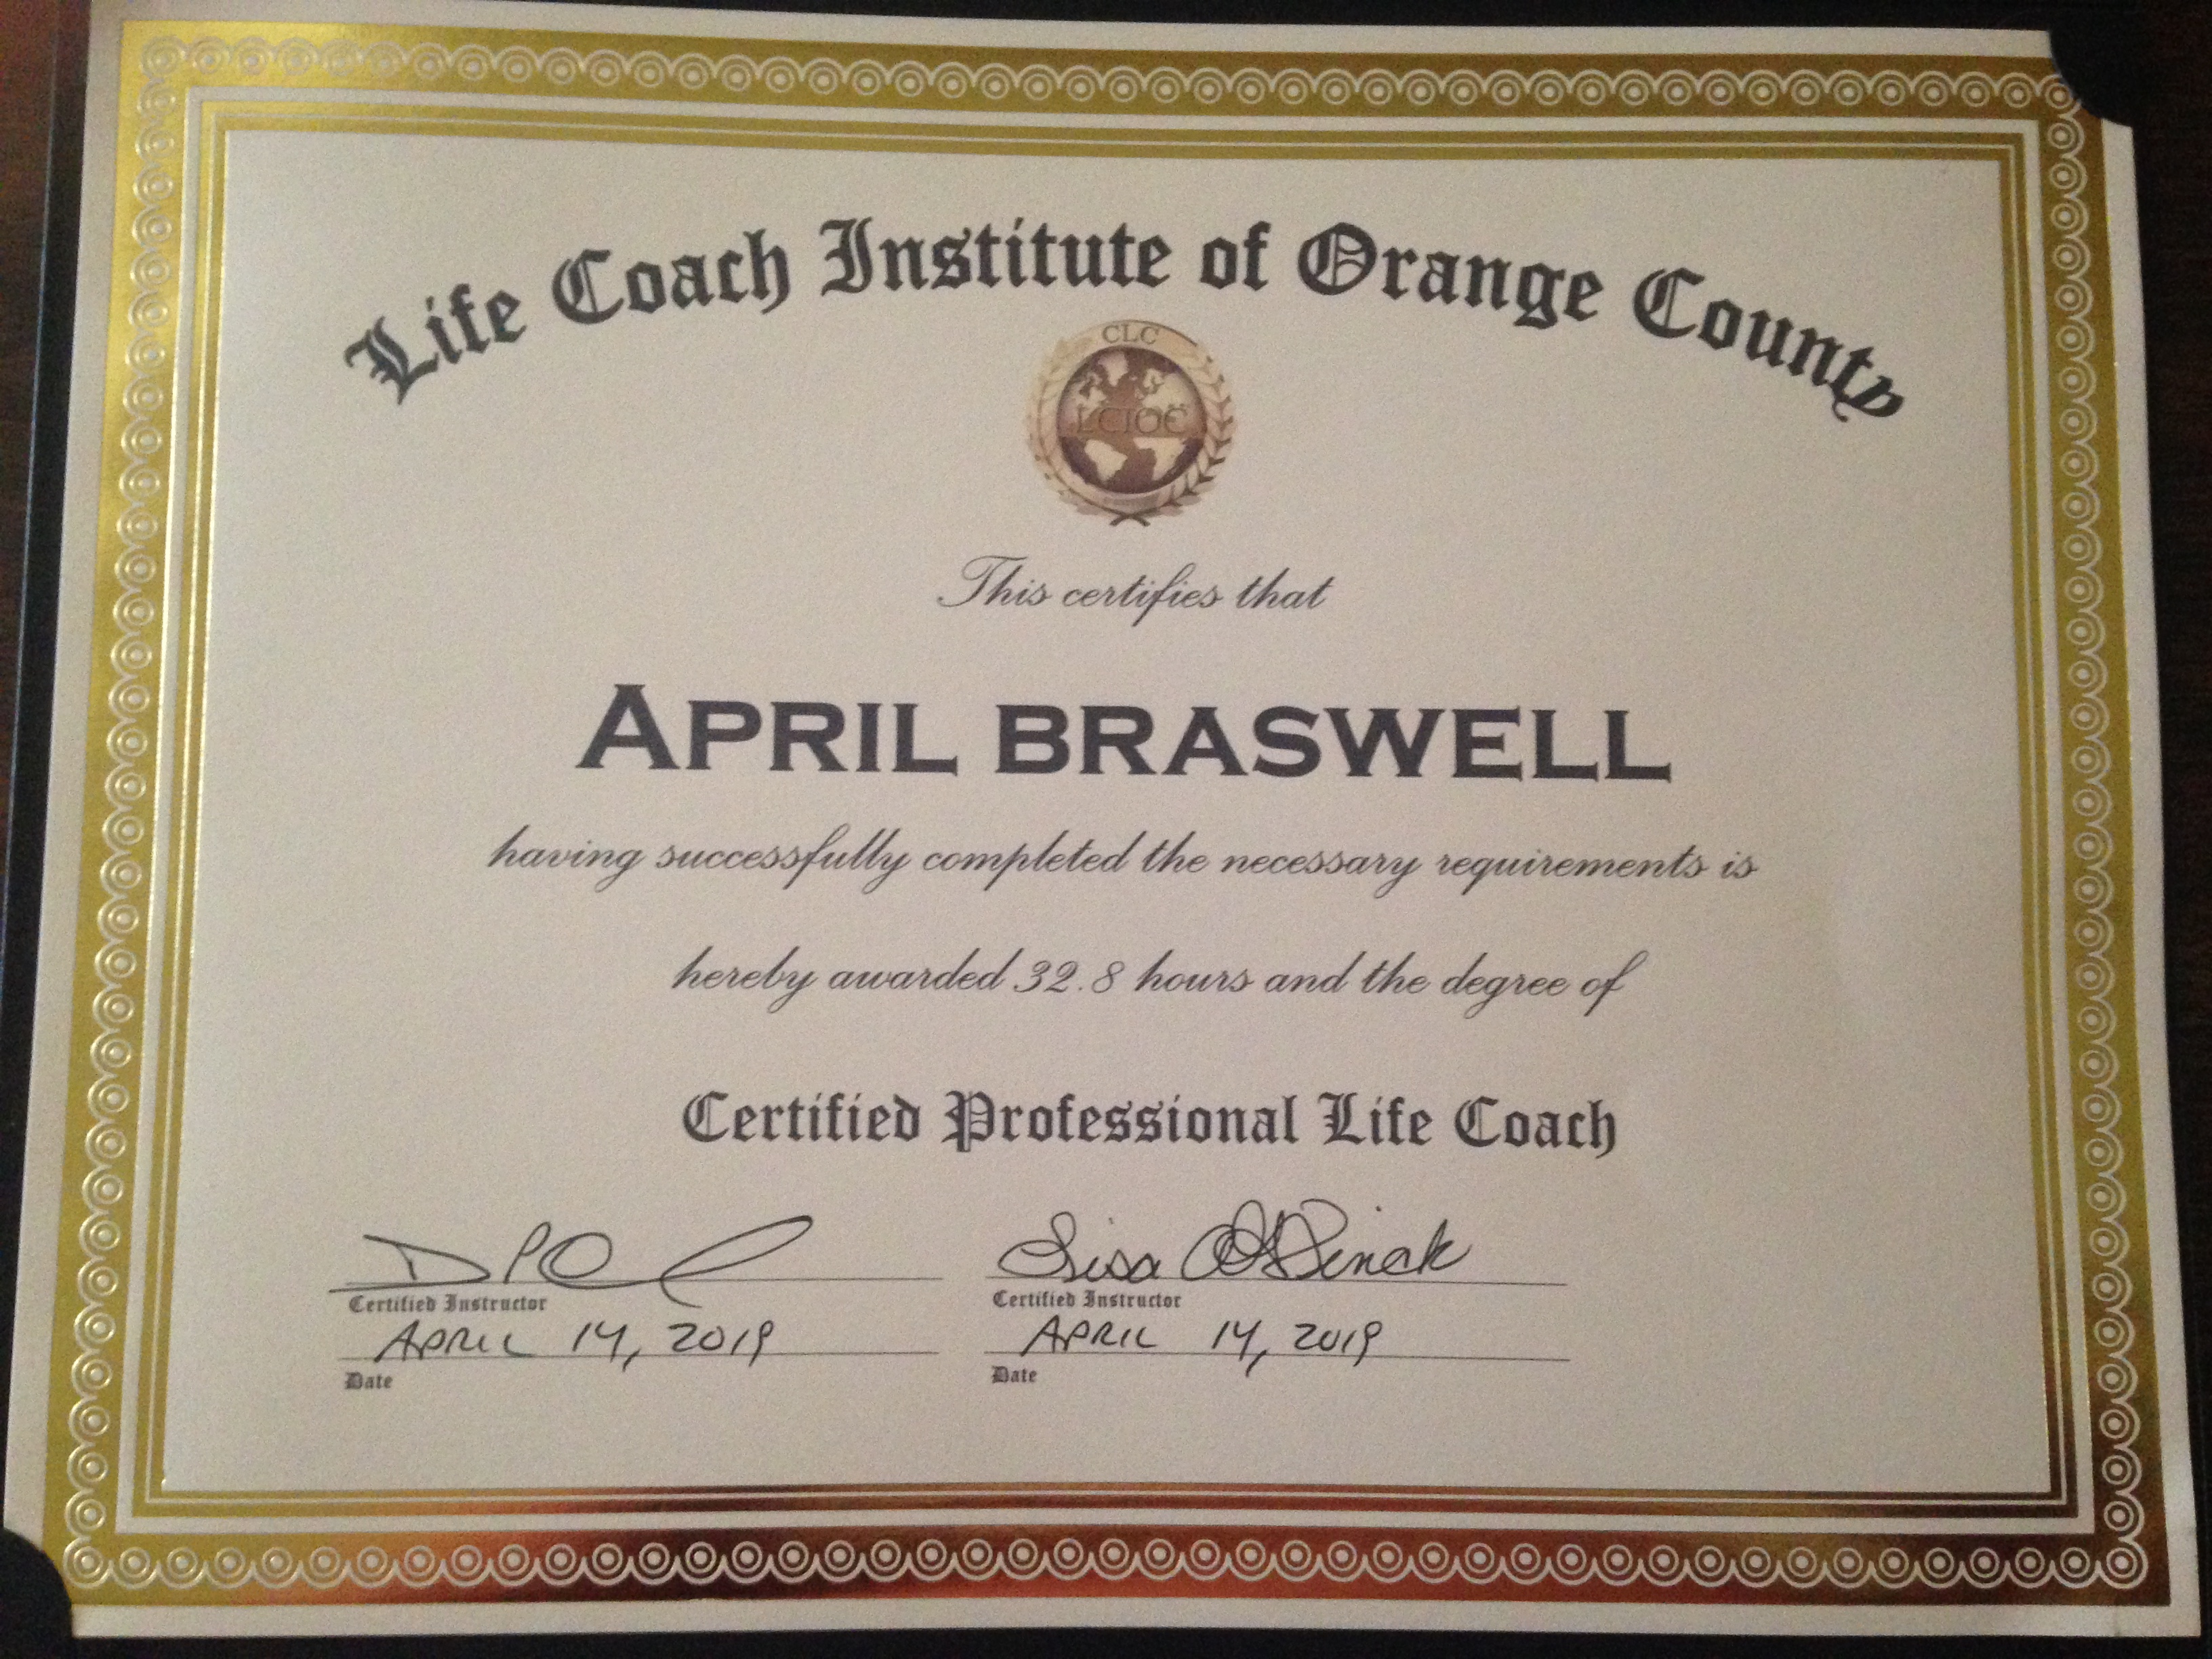 Life Coach Institute of Orange County
CLC
LCIOC
This certifies that
APRIL BRASWELL
having successfully completed the necessary requirements is
hereby awarded 32.8 hours and the degree of
Certified Professional Life Coach
Lisa
Certified Instructor Certified Instructor
APRIL 14, 2019 APRIL 14, 2019
Date Date